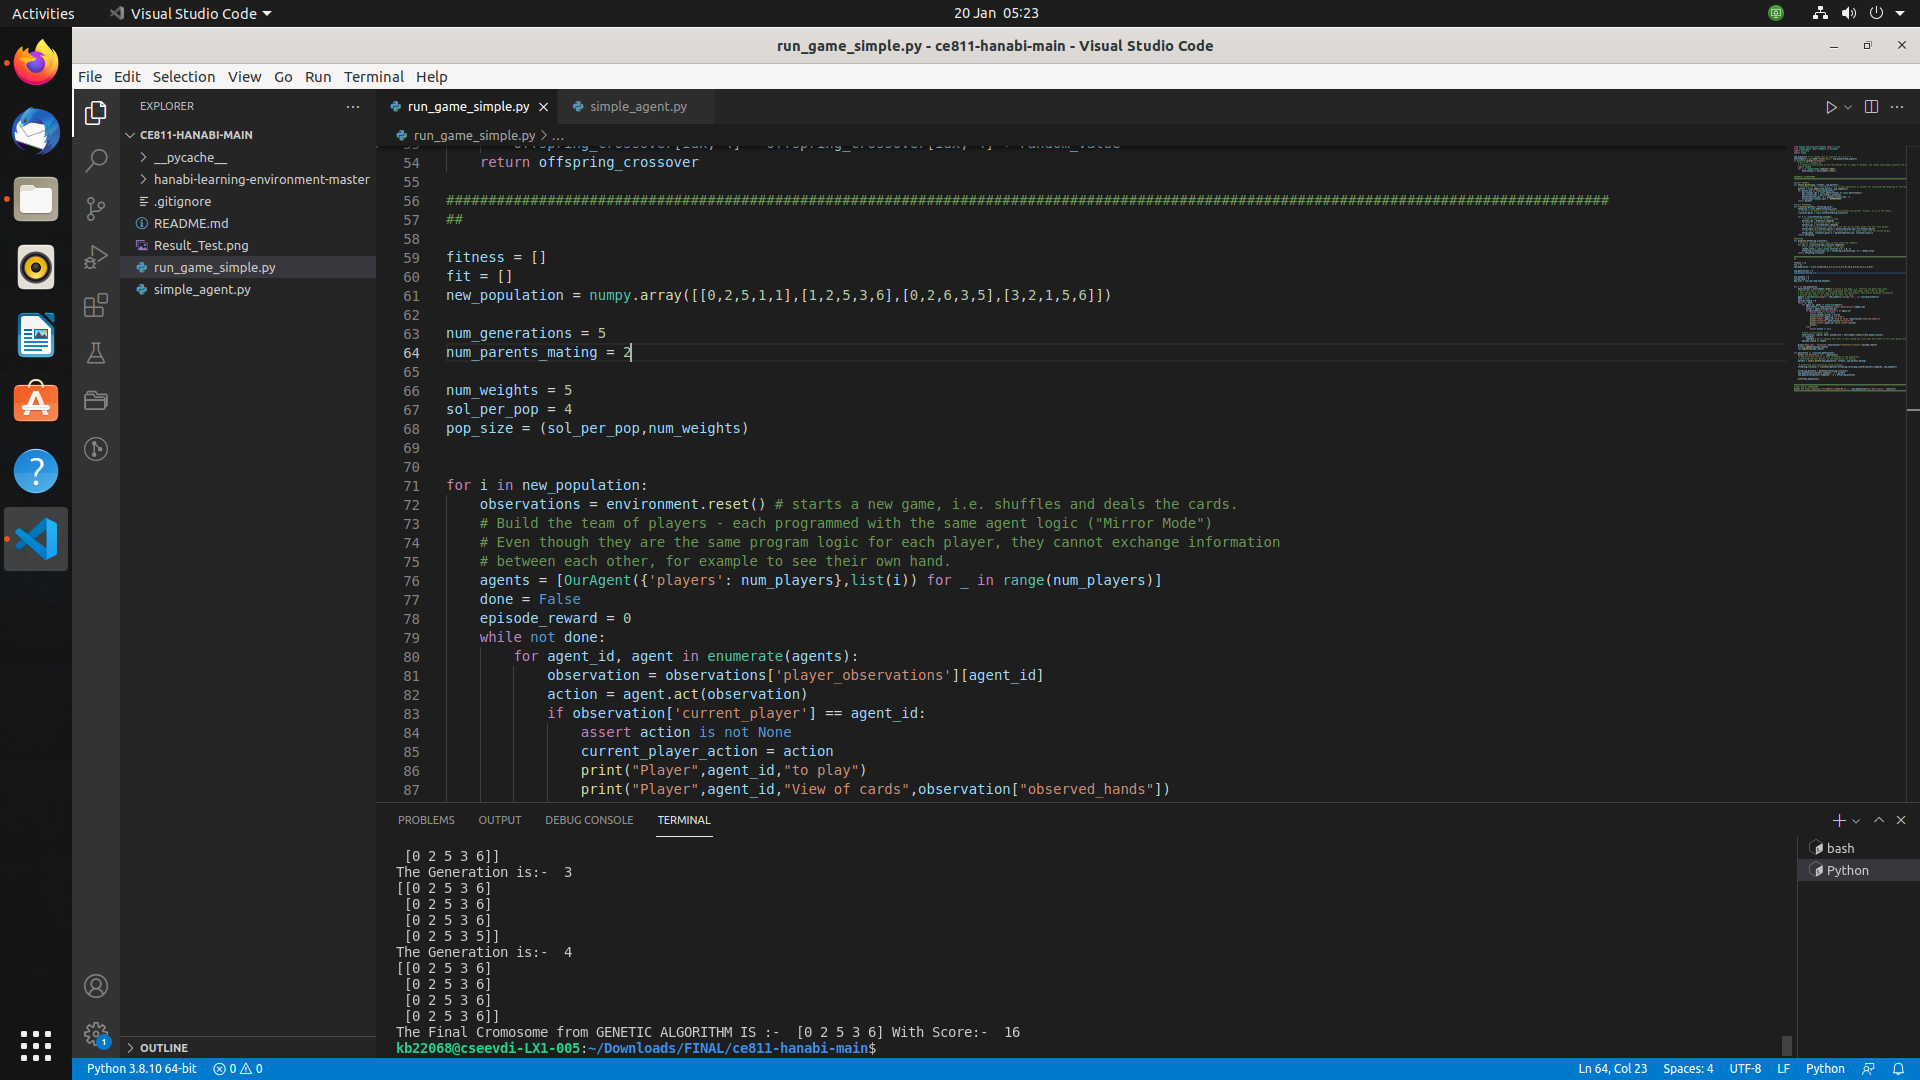 Activities
Visual Studio Code
20 Jan 05:23
run_game_simple.py - ce811-hanabi-main - Visual Studio Code
File Edit Selection View Go Run Terminal Help
EXPLORER
CE811-HANABI-MAIN
__pycache__
hanabi-learning-environment-master
.gitignore
README.md
Result_Test.png
run_game_simple.py
simple_agent.py
OUTLINE
run_game_simple.py
simple_agent.py
run_game_simple.py > ...
54 return offspring_crossover
55
56 ##########################################################################################################################################
57 ##
58
59 fitness = []
60 fit = []
61 new_population = numpy.array([[0,2,5,1,1],[1,2,5,3,6],[0,2,6,3,5],[3,2,1,5,6]])
62
63 num_generations = 5
64 num_parents_mating = 2
65
66 num_weights = 5
67 sol_per_pop = 4
68 pop_size = (sol_per_pop,num_weights)
69
70
71 for i in new_population:
72 observations = environment.reset() # starts a new game, i.e. shuffles and deals the cards.
73 # Build the team of players - each programmed with the same agent logic ("Mirror Mode")
74 # Even though they are the same program logic for each player, they cannot exchange information
75 # between each other, for example to see their own hand.
76 agents = [OurAgent({'players': num_players},list(i)) for _ in range(num_players)]
77 done = False
78 episode_reward = 0
79 while not done:
80 for agent_id, agent in enumerate(agents):
81 observation = observations['player_observations'][agent_id]
82 action = agent.act(observation)
83 if observation['current_player'] == agent_id:
84 assert action is not None
85 current_player_action = action
86 print("Player",agent_id,"to play")
87 print("Player",agent_id,"View of cards",observation["observed_hands"])
PROBLEMS OUTPUT DEBUG CONSOLE TERMINAL
[0 2 5 3 6]]
The Generation is:- 3
[[0 2 5 3 6]
[0 2 5 3 6]
[0 2 5 3 6]
[0 2 5 3 5]]
The Generation is:- 4
[[0 2 5 3 6]
[0 2 5 3 6]
[0 2 5 3 6]
[0 2 5 3 6]]
The Final Cromosome from GENETIC ALGORITHM IS :- [0 2 5 3 6] With Score:- 16
kb22068@cseevdi-LX1-005:~/Downloads/FINAL/ce811-hanabi-main$
bash
Python
1
Python 3.8.10 64-bit
0 0
Ln 64, Col 23
Spaces: 4
UTF-8
LF
Python